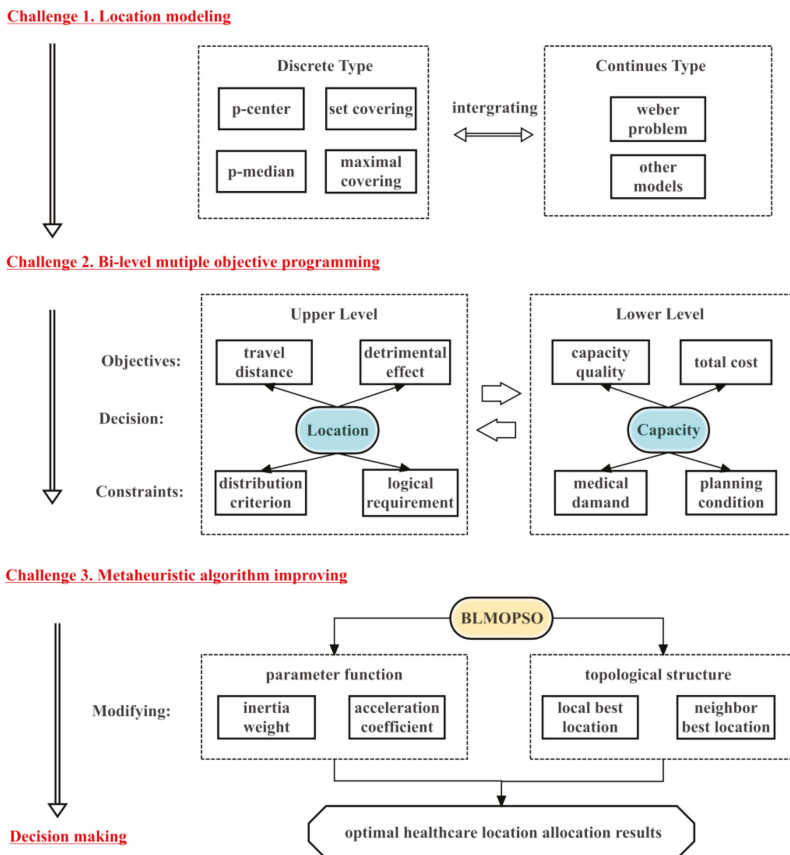 Challenge 1. Location modeling
Discrete Type
Continues Type
p-center
set covering
intergrating
weber
problem
p-median
maximal
covering
other
models
Challenge 2. Bi-level mutiple objective programming
Upper Level
Lower Level
Objectives:
travel
distance
detrimental
effect
capacity
quality
total cost
Decision:
Location
Capacity
Constraints:
distribution
criterion
logical
requirement
medical
damand
planning
condition
Challenge 3. Metaheuristic algorithm improving
BLMOPSO
parameter function
topological structure
Modifying:
inertia
weight
acceleration
coefficient
local best
location
neighbor
best location
Decision making
optimal healthcare location allocation results